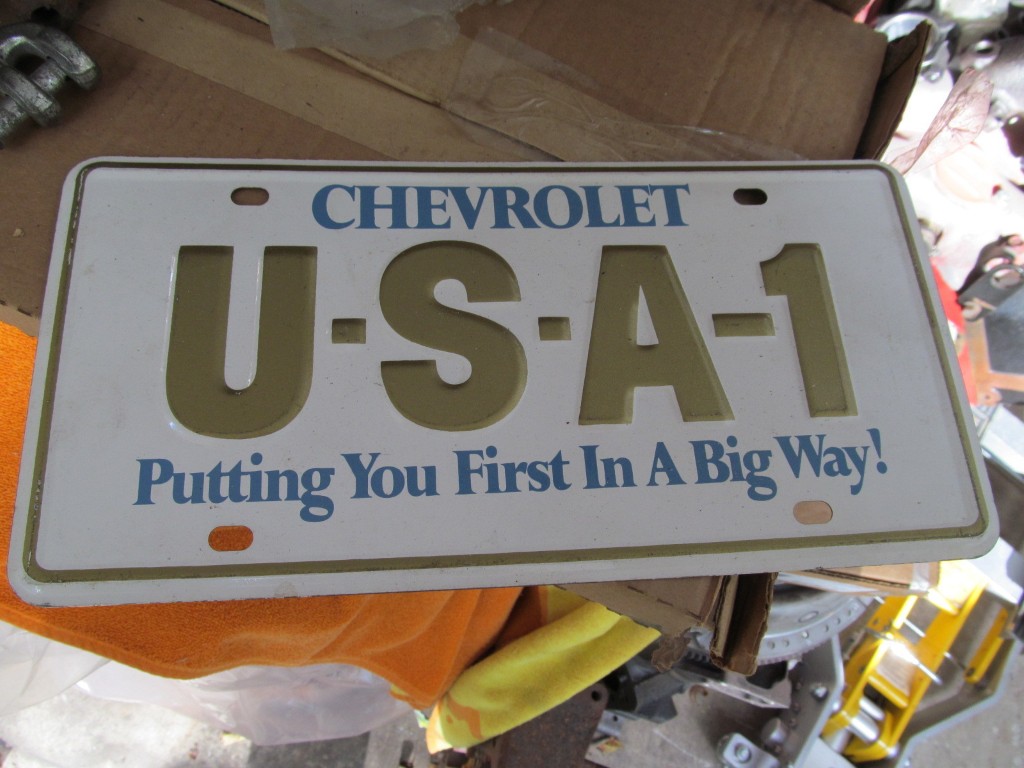 CHEVROLET
U-S-A-1
Putting You First In A Big Way!